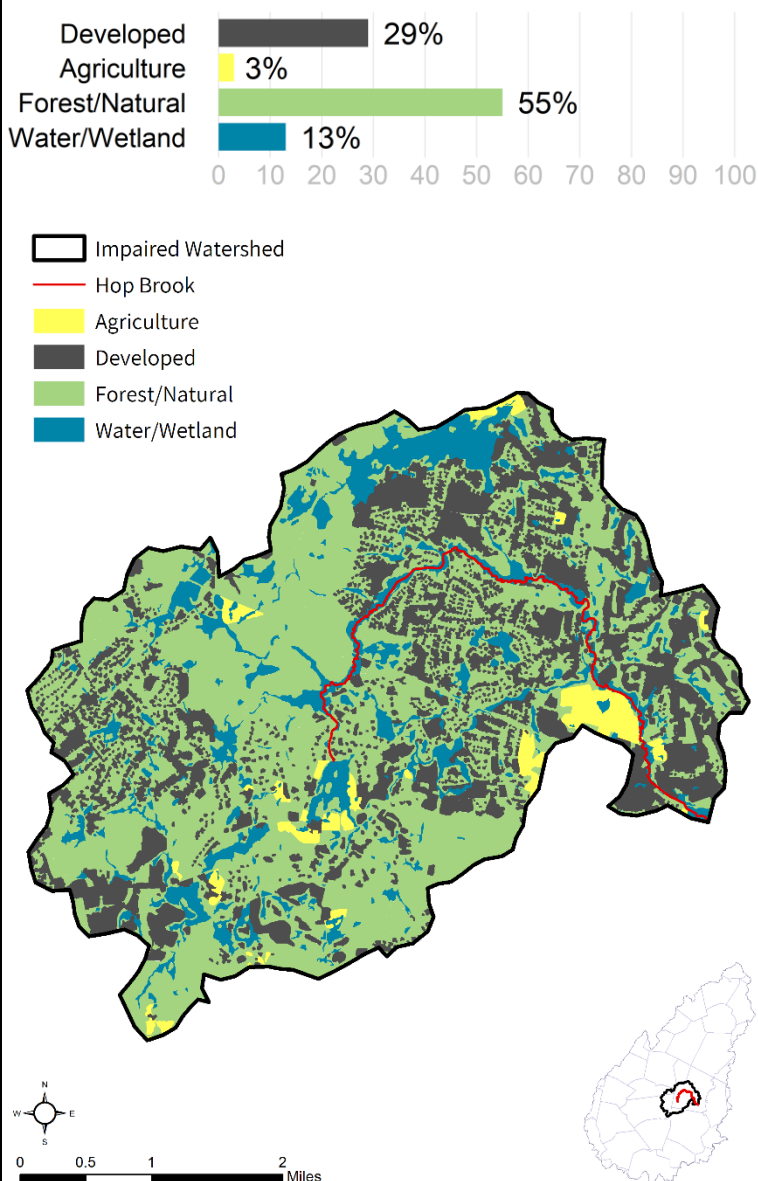 Developed 29%
Agriculture 3%
Forest/Natural 55%
Water/Wetland 13%
0 10 20 30 40 50 60 70 80 90 100
Impaired Watershed
Hop Brook
Agriculture
Developed
Forest/Natural
Water/Wetland
N
W E
S
0 0.5 1 2
Miles